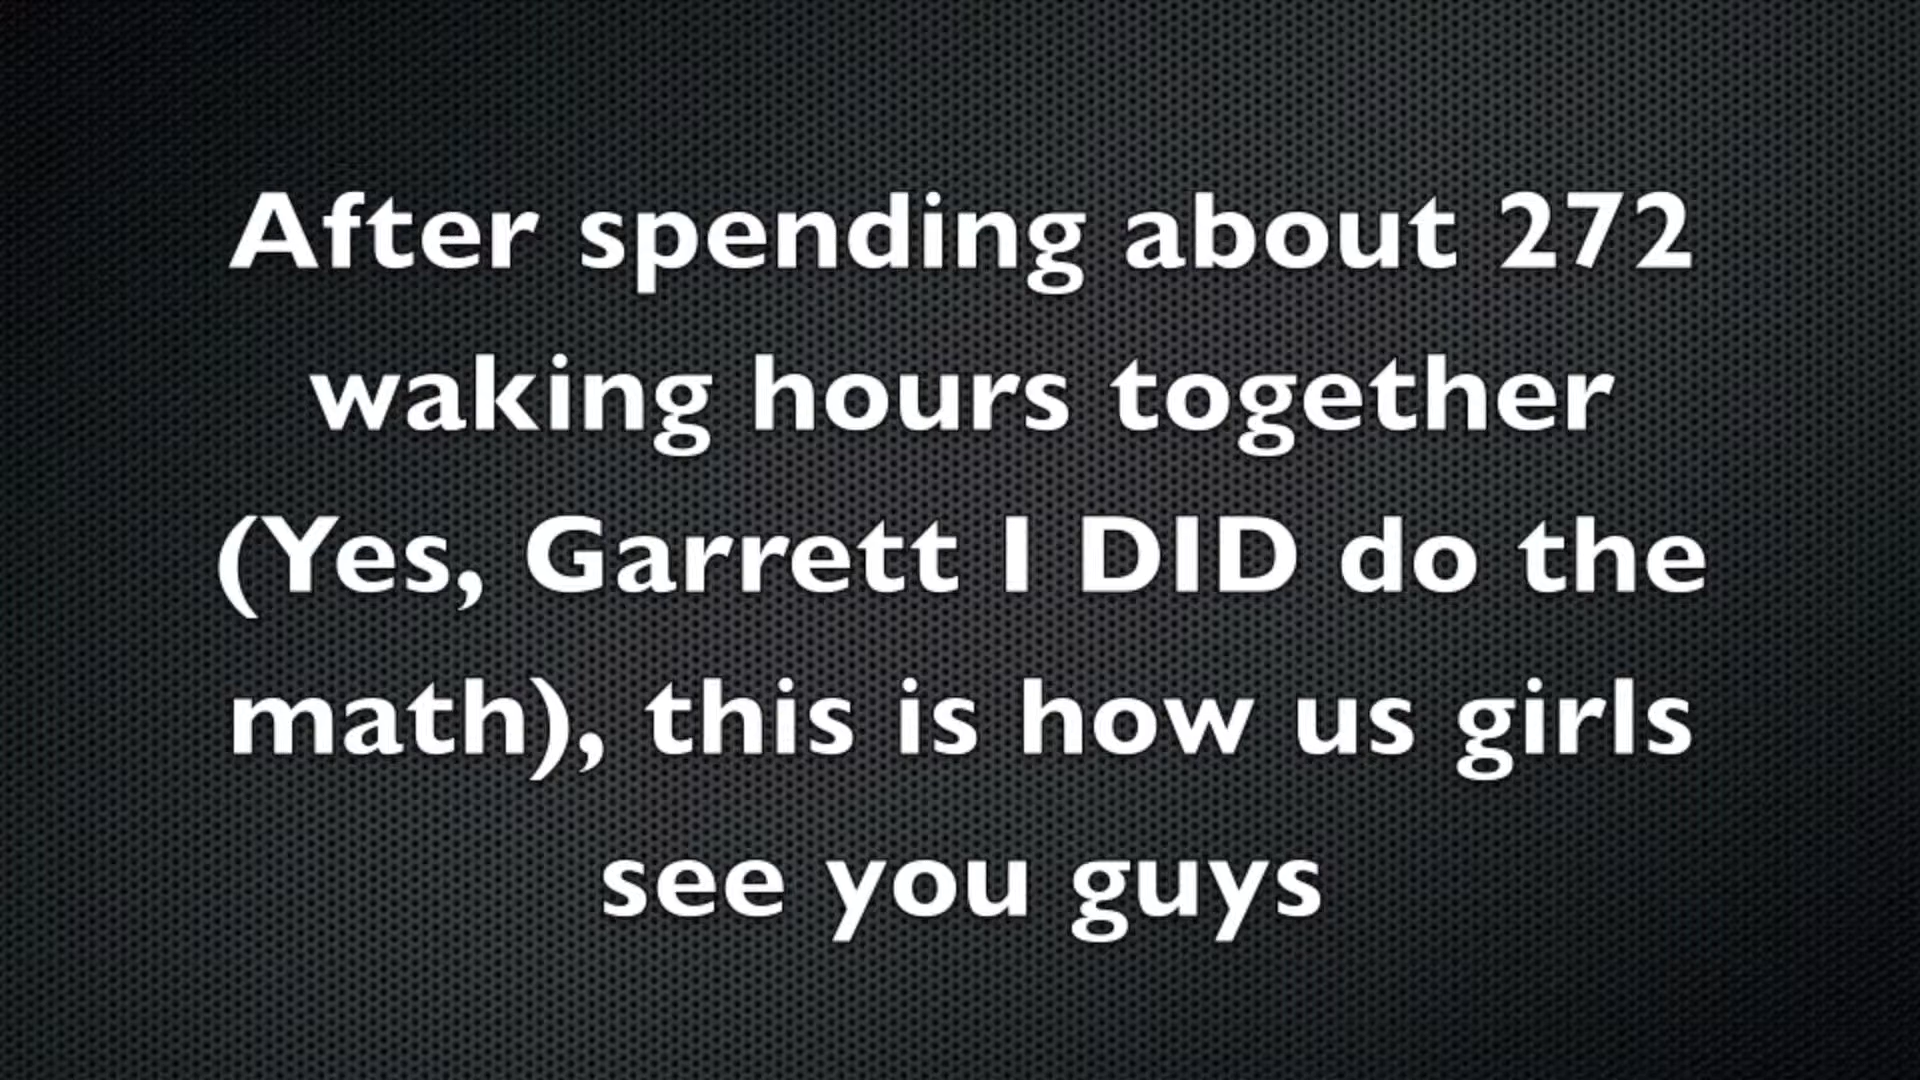 After spending about 272
waking hours together
(Yes, Garrett I DID do the
math), this is how us girls
see you guys